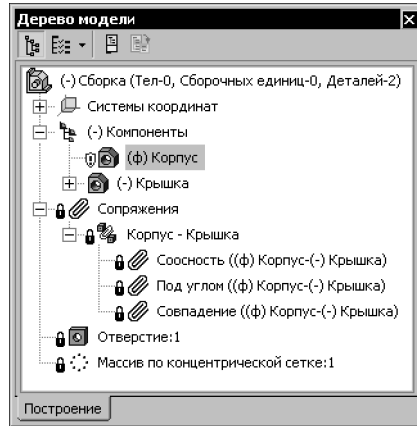 Дерево модели
(-) Сборка (Тел-0, Сборочных единиц-0, Деталей-2)
Системы координат
(-) Компоненты
(ф) Корпус
(-) Крышка
Сопряжения
Корпус - Крышка
Соосность ((ф) Корпус-(-) Крышка)
Под углом ((ф) Корпус-(-) Крышка)
Совпадение ((ф) Корпус-(-) Крышка)
Отверстие:1
Массив по концентрической сетке:1
Построение